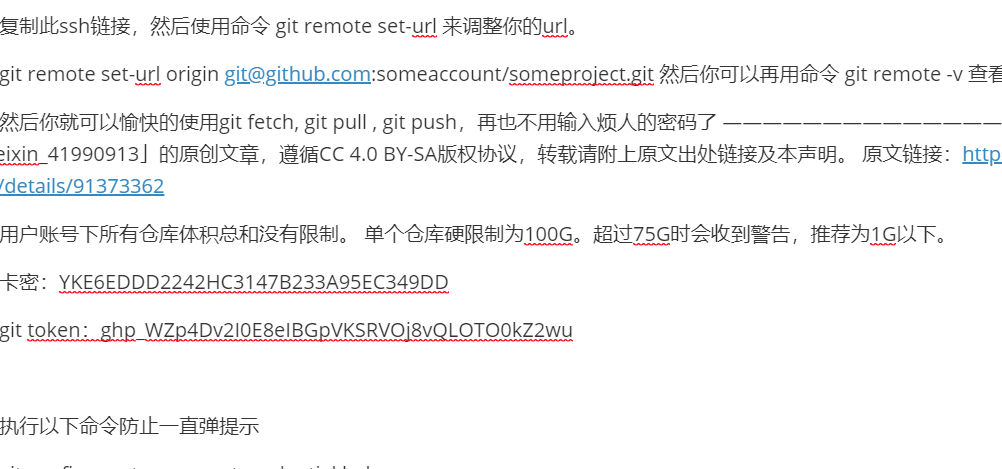 复制此ssh链接，然后使用命令 git remote set-url 来调整你的url。
git remote set-url origin git@github.com:someaccount/someproject.git 然后你可以再用命令 git remote -v 查看
然后你就可以愉快的使用git fetch, git pull , git push，再也不用输入烦人的密码了 ——————————————
eixin_41990913」的原创文章，遵循CC 4.0 BY-SA版权协议，转载请附上原文出处链接及本声明。 原文链接：http
/details/91373362
用户账号下所有仓库体积总和没有限制。 单个仓库硬限制为100G。超过75G时会收到警告，推荐为1G以下。
卡密：YKE6EDDD2242HC3147B233A95EC349DD
git token：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
执行以下命令防止一直弹提示